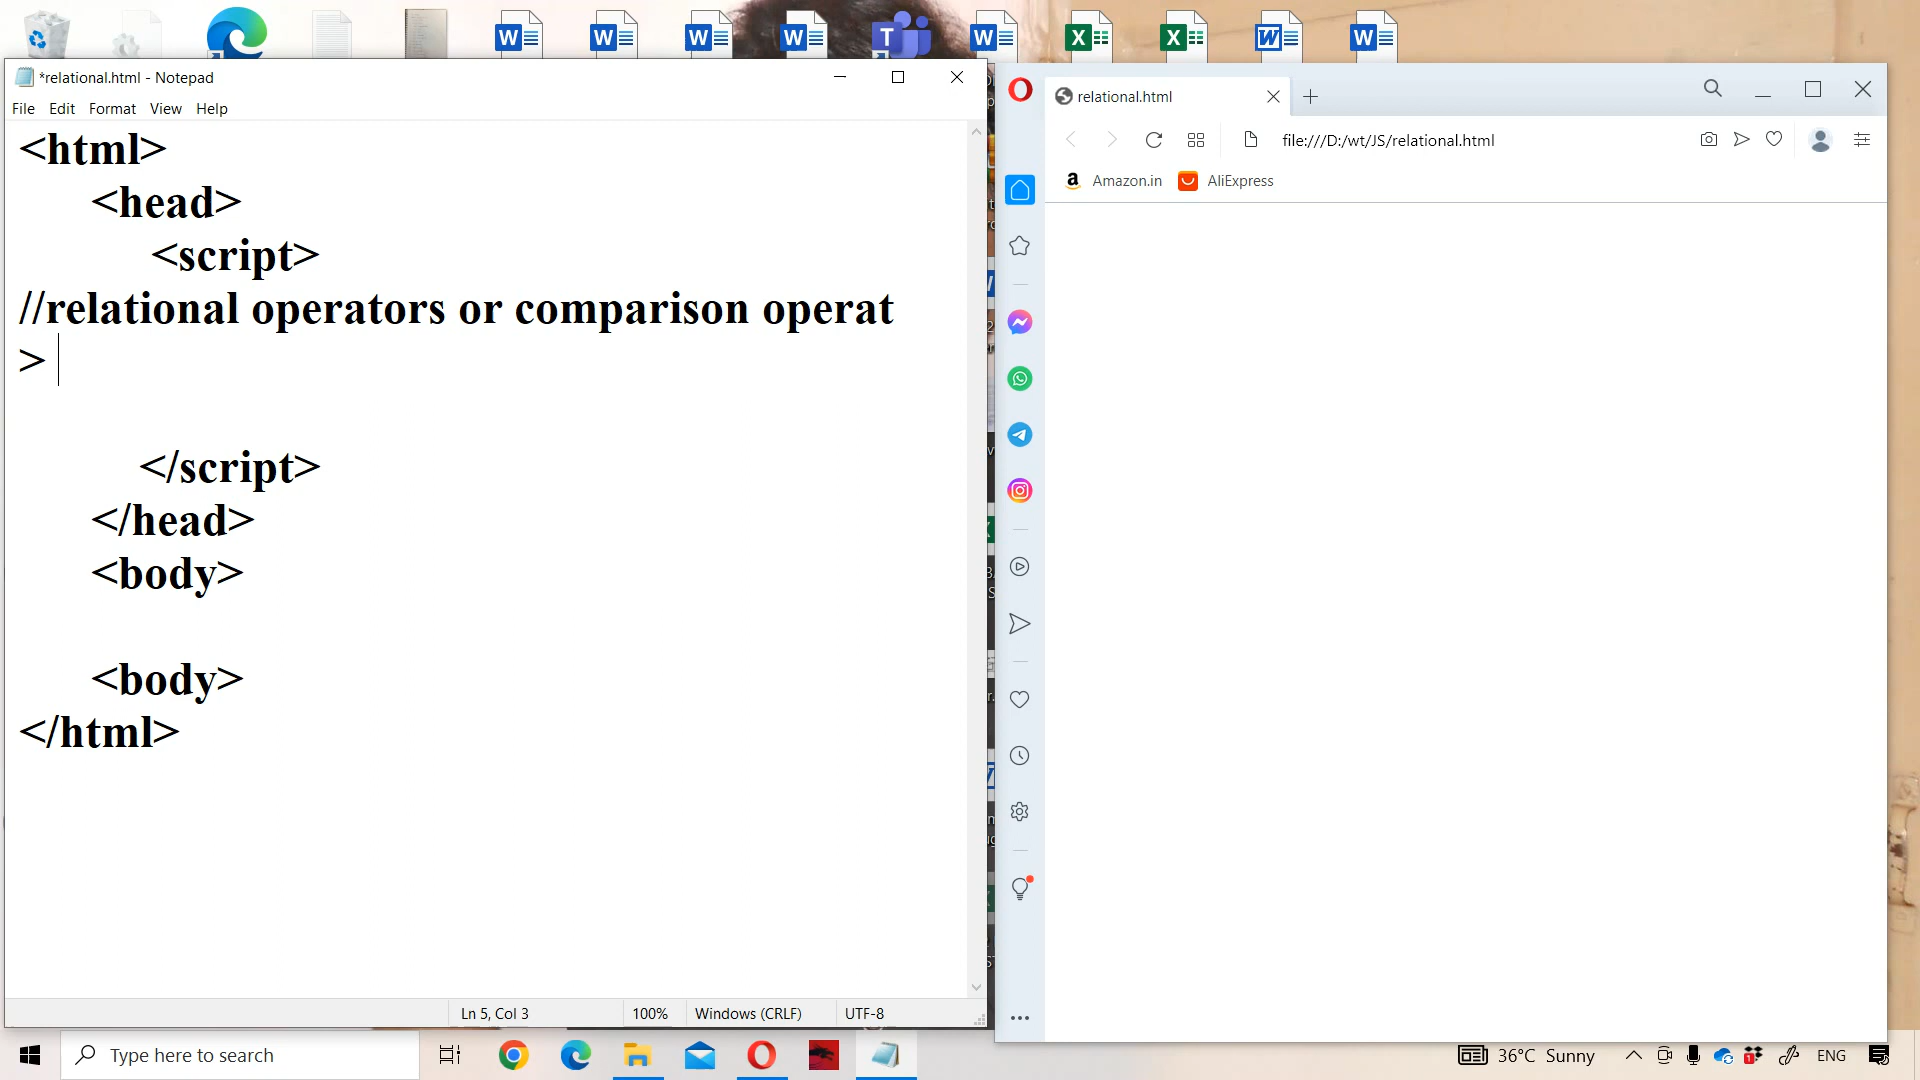 *relational.html - Notepad
File Edit Format View Help
<html>
<head>
<script>
//relational operators or comparison operat
>
</script>
</head>
<body>
<body>
</html>
Ln 5, Col 3
100%
Windows (CRLF)
UTF-8
relational.html
file:///D:/wt/JS/relational.html
Amazon.in
AliExpress
Type here to search
36°C Sunny
ENG